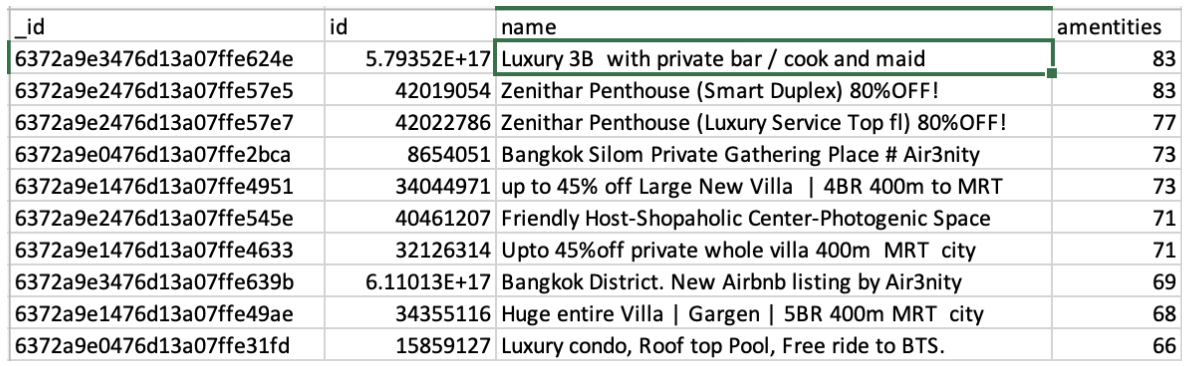 _id id name amentities
6372a9e3476d13a07ffe624e 5.79352E+17 Luxury 3B  with private bar / cook and maid 83
6372a9e2476d13a07ffe57e5 42019054 Zenithar Penthouse (Smart Duplex) 80%OFF! 83
6372a9e2476d13a07ffe57e7 42022786 Zenithar Penthouse (Luxury Service Top fl) 80%OFF! 77
6372a9e0476d13a07ffe2bca 8654051 Bangkok Silom Private Gathering Place # Air3nity 73
6372a9e1476d13a07ffe4951 34044971 up to 45% off Large New Villa  | 4BR 400m to MRT 73
6372a9e2476d13a07ffe545e 40461207 Friendly Host-Shopaholic Center-Photogenic Space 71
6372a9e1476d13a07ffe4633 32126314 Upto 45%off private whole villa 400m  MRT  city 71
6372a9e3476d13a07ffe639b 6.11013E+17 Bangkok District. New Airbnb listing by Air3nity 69
6372a9e1476d13a07ffe49ae 34355116 Huge entire Villa | Gargen | 5BR 400m MRT  city 68
6372a9e0476d13a07ffe31fd 15859127 Luxury condo, Roof top Pool, Free ride to BTS. 66